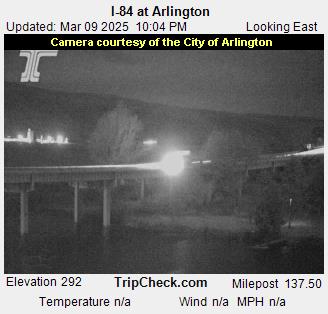 I-84 at Arlington
Updated: Mar 09 2025 10:04 PM Looking East
Camera courtesy of the City of Arlington
Elevation 292 TripCheck.com Milepost 137.50
Temperature n/a Wind n/a MPH n/a